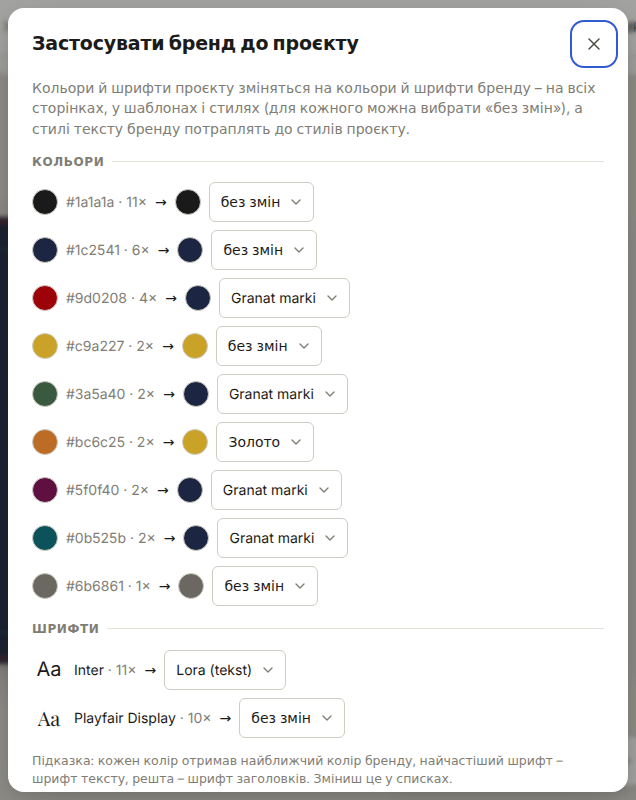 Застосувати бренд до проєкту
Кольори й шрифти проєкту зміняться на кольори й шрифти бренду – на всіх
сторінках, у шаблонах і стилях (для кожного можна вибрати «без змін»), а
стилі тексту бренду потраплять до стилів проєкту.
КОЛЬОРИ
#1a1a1a · 11× → без змін
#1c2541 · 6× → без змін
#9d0208 · 4× → Granat marki
#c9a227 · 2× → без змін
#3a5a40 · 2× → Granat marki
#bc6c25 · 2× → Золото
#5f0f40 · 2× → Granat marki
#0b525b · 2× → Granat marki
#6b6861 · 1× → без змін
ШРИФТИ
Aa Inter · 11× → Lora (tekst)
Aa Playfair Display · 10× → без змін
Підказка: кожен колір отримав найближчий колір бренду, найчастіший шрифт –
шрифт тексту, решта – шрифт заголовків. Зміниш це у списках.